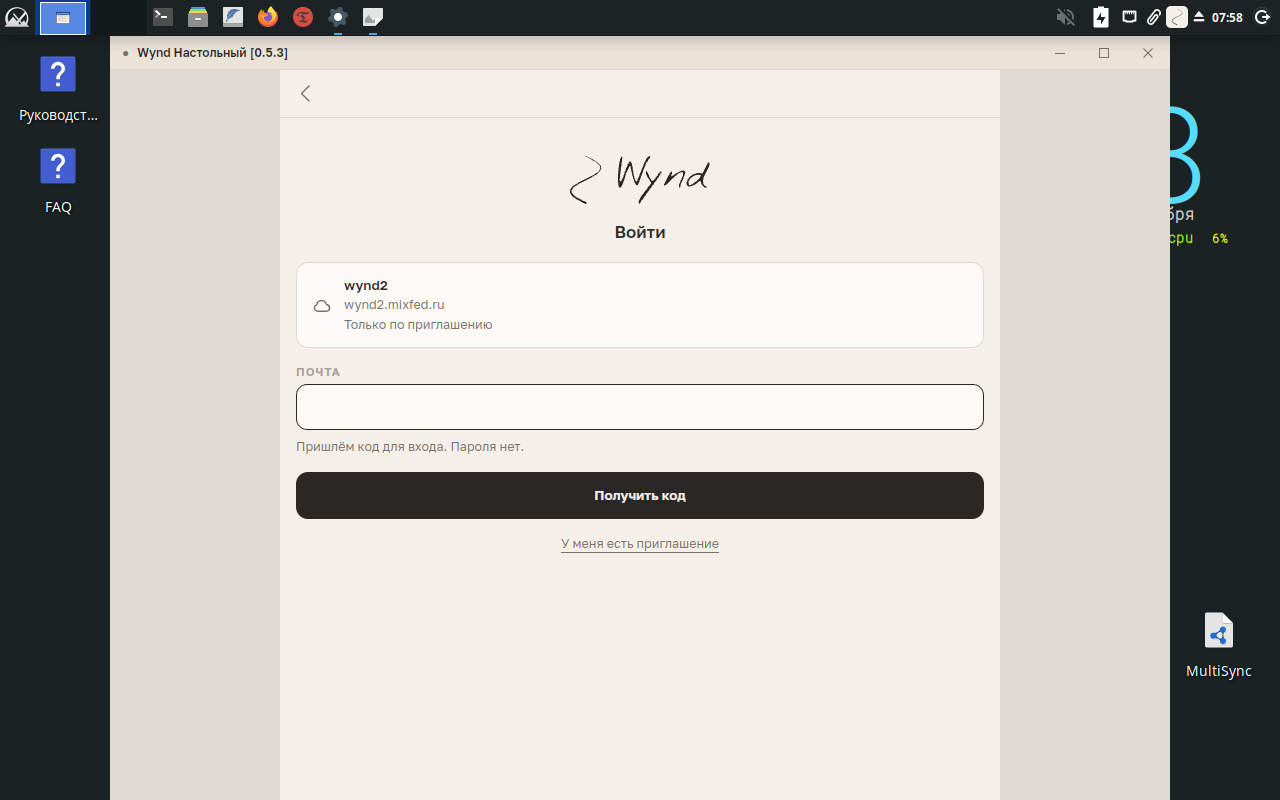 07:58
Wynd Настольный [0.5.3]
Руководст...
FAQ
Wynd
Войти
wynd2
wynd2.mixfed.ru
Только по приглашению
ПОЧТА
Пришлём код для входа. Пароля нет.
Получить код
У меня есть приглашение
бря
cpu 6%
MultiSync